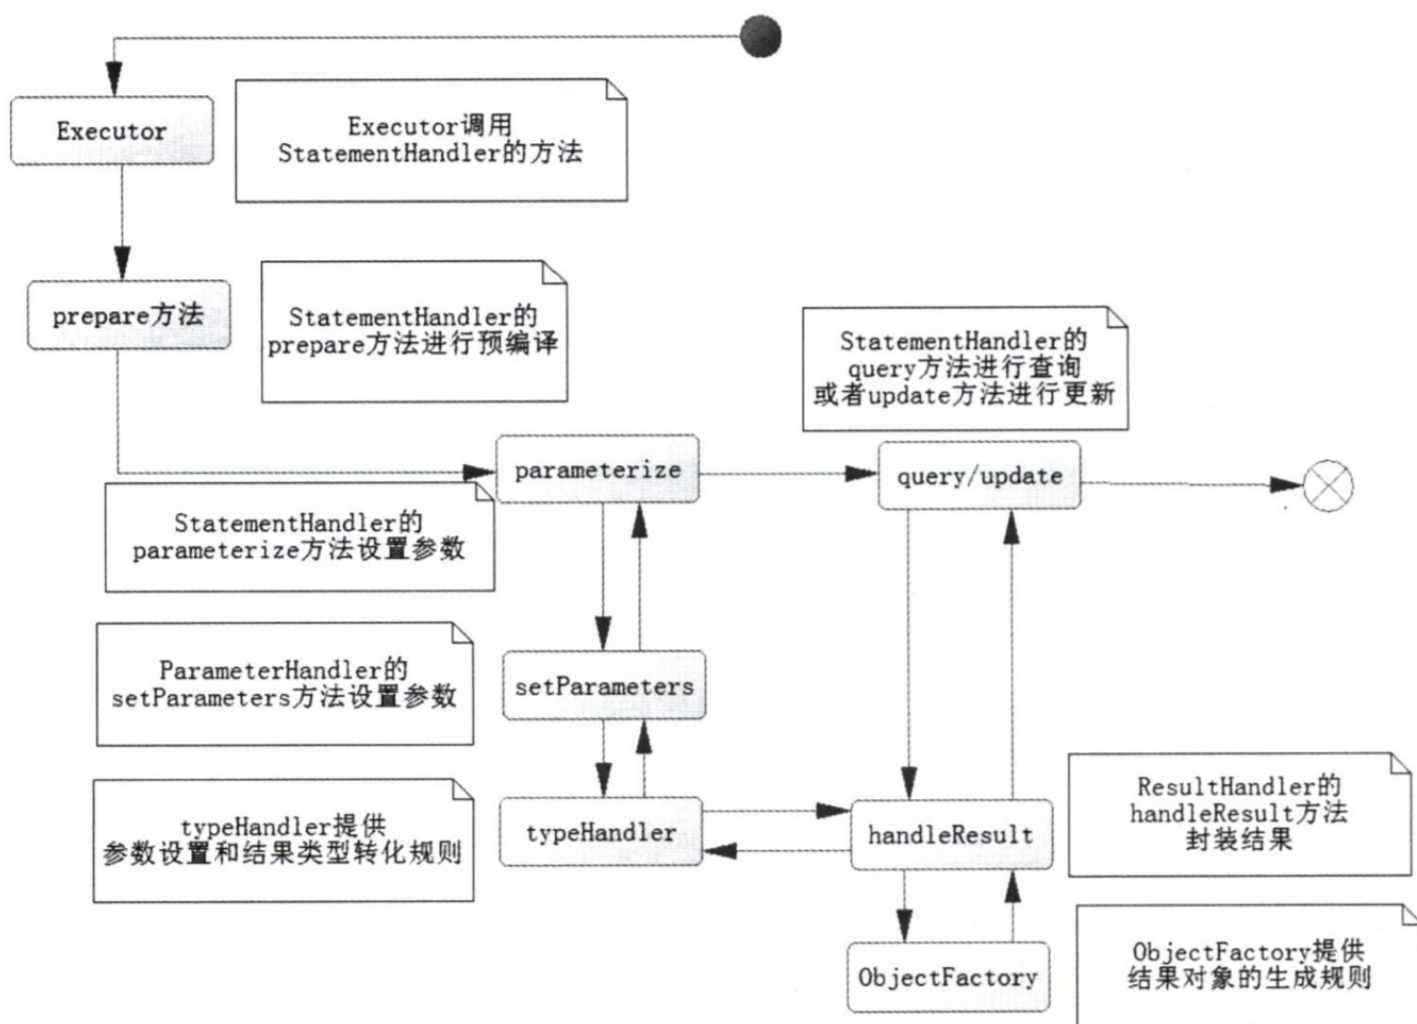 Executor
Executor调用
StatementHandler的方法
prepare方法
StatementHandler的
prepare方法进行预编译
StatementHandler的
query方法进行查询
或者update方法进行更新
parameterize
query/update
StatementHandler的
parameterize方法设置参数
ParameterHandler的
setParameters方法设置参数
setParameters
typeHandler提供
参数设置和结果类型转化规则
typeHandler
handleResult
ResultHandler的
handleResult方法
封装结果
ObjectFactory
ObjectFactory提供
结果对象的生成规则